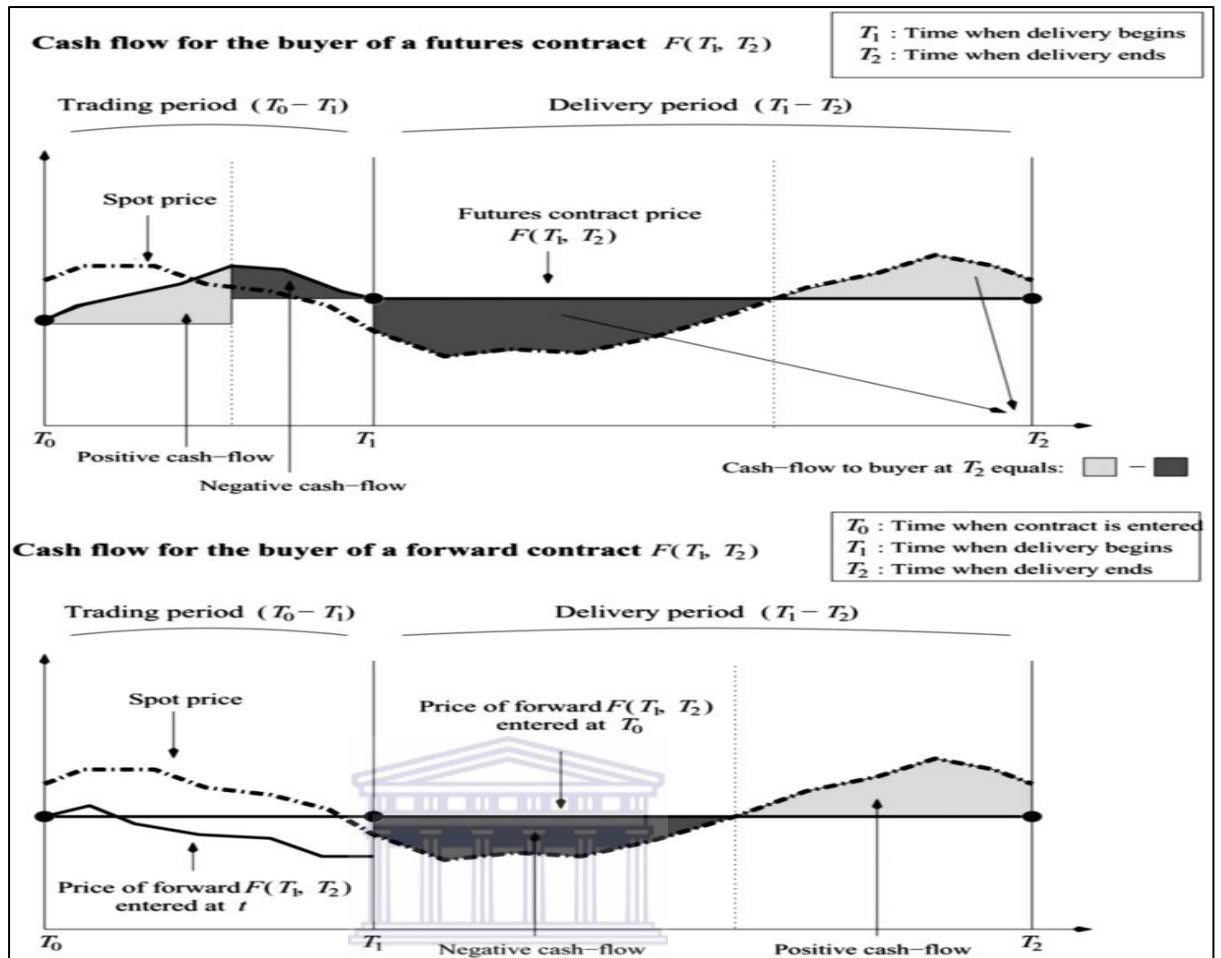 Cash flow for the buyer of a futures contract F(T₁, T₂)
T₁ : Time when delivery begins
T₂ : Time when delivery ends
Trading period (T₀−T₁)
Delivery period (T₁−T₂)
Spot price
Futures contract price
F(T₁, T₂)
T₀
T₁
T₂
Positive cash−flow
Negative cash−flow
Cash−flow to buyer at T₂ equals: −
Cash flow for the buyer of a forward contract F(T₁, T₂)
T₀ : Time when contract is entered
T₁ : Time when delivery begins
T₂ : Time when delivery ends
Trading period (T₀−T₁)
Delivery period (T₁−T₂)
Spot price
Price of forward F(T₁, T₂)
entered at T₀
Price of forward F(T₁, T₂)
entered at t
T₀
T₁
T₂
Negative cash−flow
Positive cash−flow